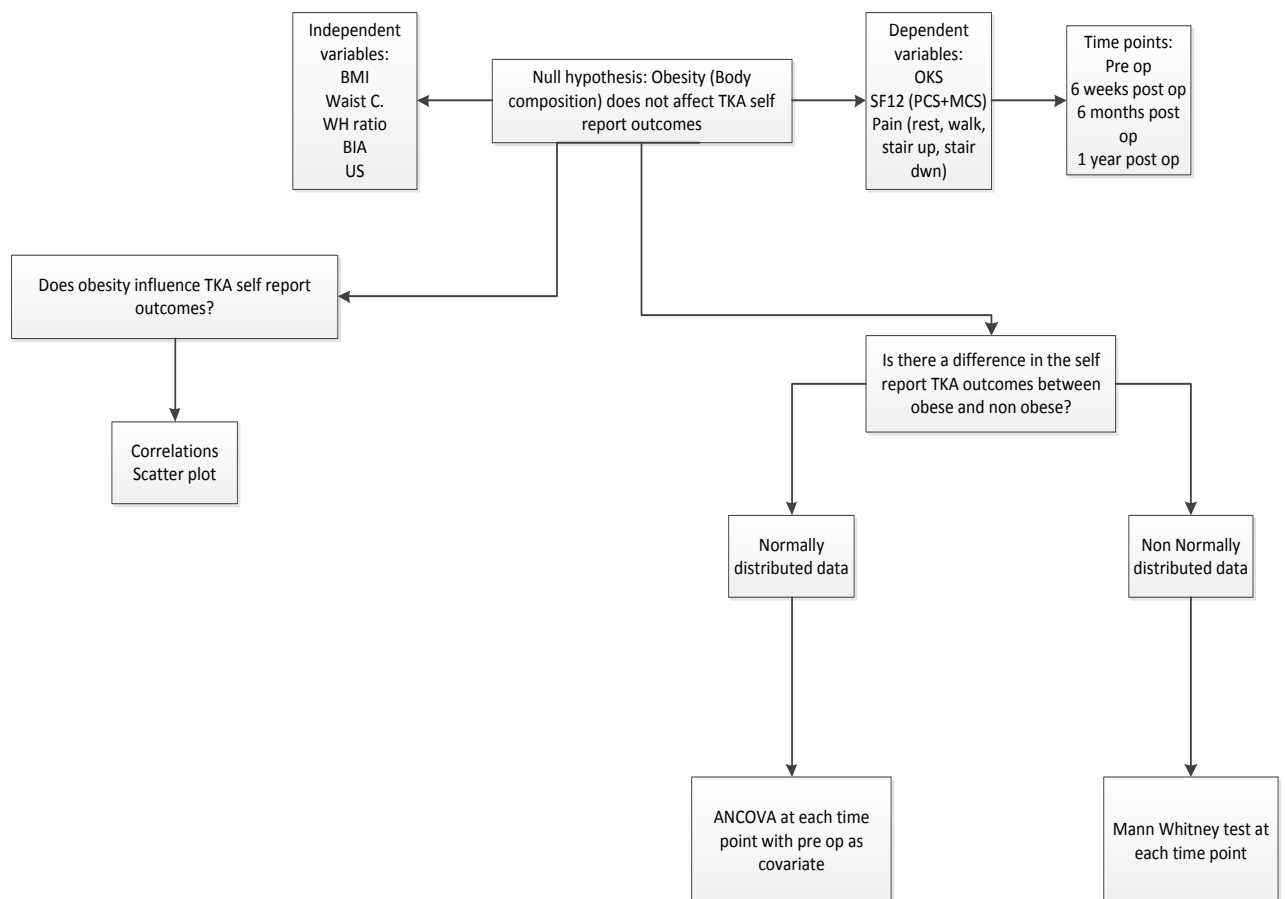 Independent
variables:
BMI
Waist C.
WH ratio
BIA
US
Null hypothesis: Obesity (Body
composition) does not affect TKA self
report outcomes
Dependent
variables:
OKS
SF12 (PCS+MCS)
Pain (rest, walk,
stair up, stair
dwn)
Time points:
Pre op
6 weeks post op
6 months post
op
1 year post op
Does obesity influence TKA self report
outcomes?
Is there a difference in the self
report TKA outcomes between
obese and non obese?
Correlations
Scatter plot
Normally
distributed data
Non Normally
distributed data
ANCOVA at each time
point with pre op as
covariate
Mann Whitney test at
each time point